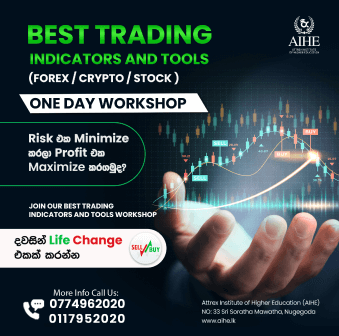 BEST TRADING
INDICATORS AND TOOLS
(FOREX / CRYPTO / STOCK )
ONE DAY WORKSHOP
AIHE
Risk එක Minimize
කරලා Profit එක
Maximize කරගමුද?
BUY
JOIN OUR BEST TRADING
INDICATORS AND TOOLS WORKSHOP
දවසින් Life Change
එකක් කරන්න
SELL
BUY
More Info Call Us:
0774962020
0117952020
Attrex Institute of Higher Education (AIHE)
NO: 33 Sri Soratha Mawatha, Nugegoda
www.aihe.lk